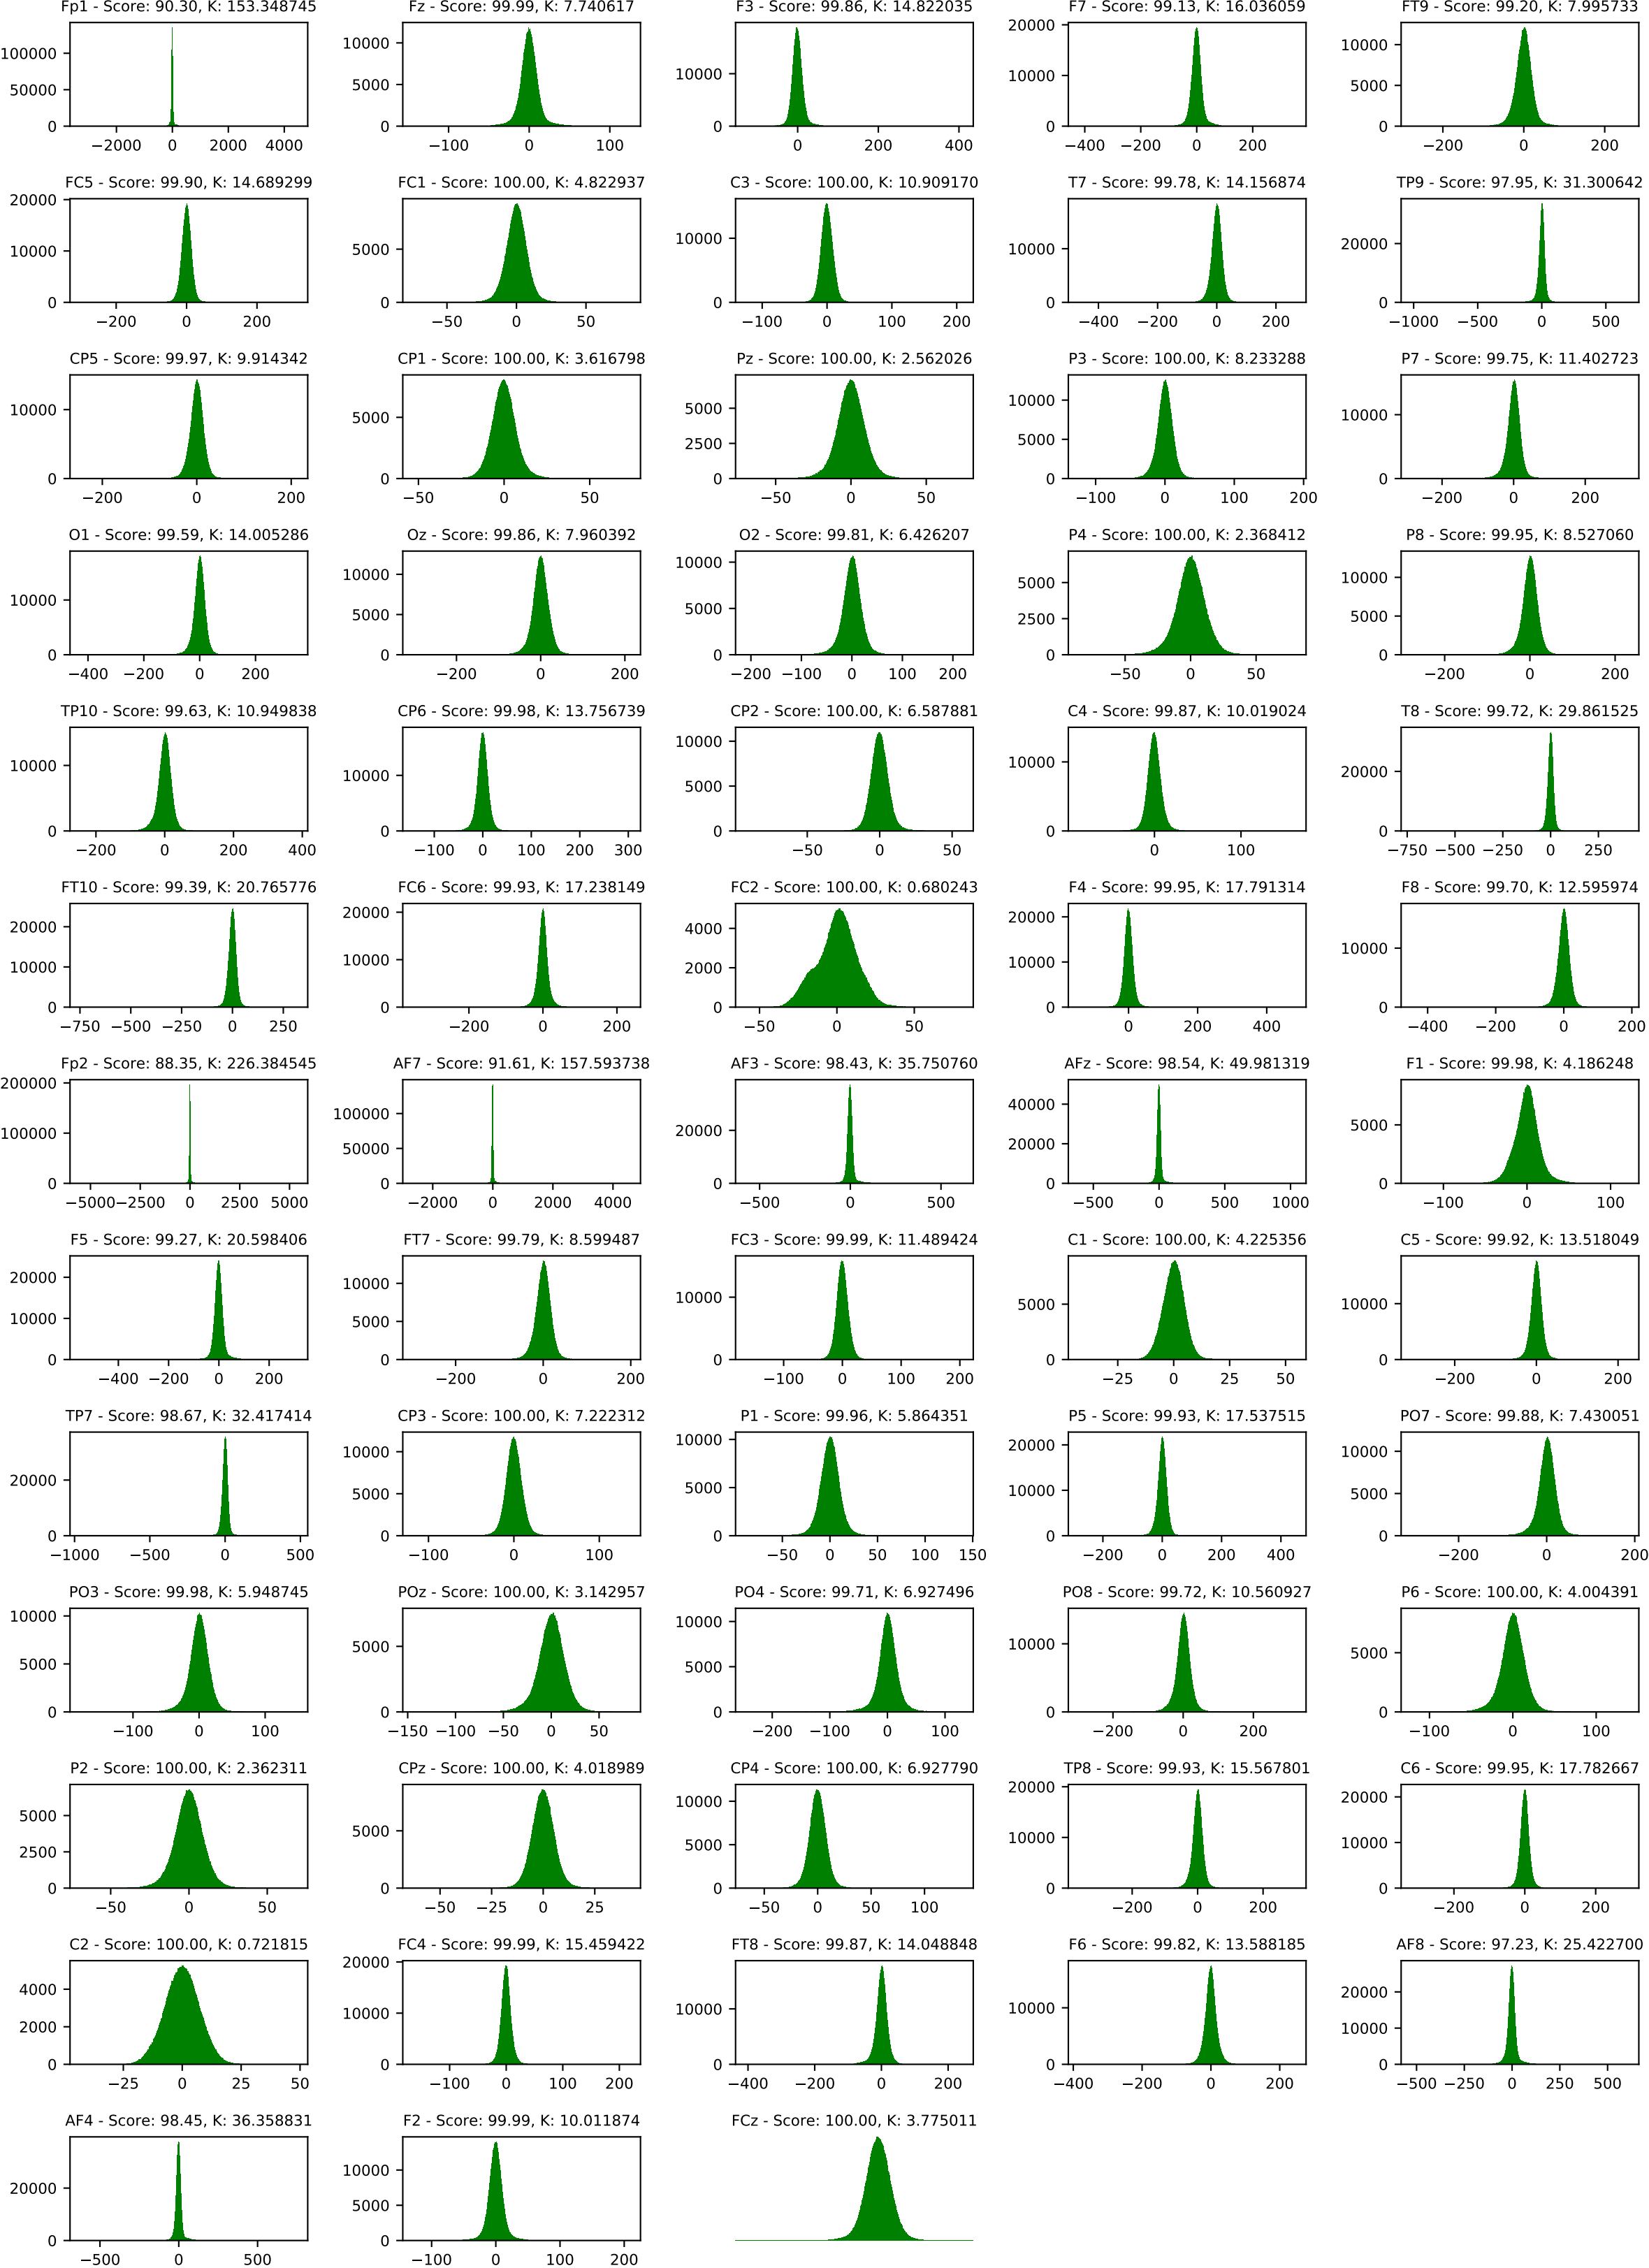 Fp1 - Score: 90.30, K: 153.348745
100000
50000
0
−2000 0 2000 4000
Fz - Score: 99.99, K: 7.740617
10000
5000
0
−100 0 100
F3 - Score: 99.86, K: 14.822035
10000
0
0 200 400
F7 - Score: 99.13, K: 16.036059
20000
10000
0
−400 −200 0 200
FT9 - Score: 99.20, K: 7.995733
10000
5000
0
−200 0 200
FC5 - Score: 99.90, K: 14.689299
20000
10000
0
−200 0 200
FC1 - Score: 100.00, K: 4.822937
5000
0
−50 0 50
C3 - Score: 100.00, K: 10.909170
10000
0
−100 0 100 200
T7 - Score: 99.78, K: 14.156874
10000
0
−400 −200 0 200
TP9 - Score: 97.95, K: 31.300642
20000
0
−1000 −500 0 500
CP5 - Score: 99.97, K: 9.914342
10000
0
−200 0 200
CP1 - Score: 100.00, K: 3.616798
5000
0
−50 0 50
Pz - Score: 100.00, K: 2.562026
5000
2500
0
−50 0 50
P3 - Score: 100.00, K: 8.233288
10000
5000
0
−100 0 100 200
P7 - Score: 99.75, K: 11.402723
10000
0
−200 0 200
O1 - Score: 99.59, K: 14.005286
10000
0
−400 −200 0 200
Oz - Score: 99.86, K: 7.960392
10000
5000
0
−200 0 200
O2 - Score: 99.81, K: 6.426207
10000
5000
0
−200 −100 0 100 200
P4 - Score: 100.00, K: 2.368412
5000
2500
0
−50 0 50
P8 - Score: 99.95, K: 8.527060
10000
5000
0
−200 0 200
TP10 - Score: 99.63, K: 10.949838
10000
0
−200 0 200 400
CP6 - Score: 99.98, K: 13.756739
10000
0
−100 0 100 200 300
CP2 - Score: 100.00, K: 6.587881
10000
5000
0
−50 0 50
C4 - Score: 99.87, K: 10.019024
10000
0
0 100
T8 - Score: 99.72, K: 29.861525
20000
0
−750 −500 −250 0 250
FT10 - Score: 99.39, K: 20.765776
20000
10000
0
−750 −500 −250 0 250
FC6 - Score: 99.93, K: 17.238149
20000
10000
0
−200 0 200
FC2 - Score: 100.00, K: 0.680243
4000
2000
0
−50 0 50
F4 - Score: 99.95, K: 17.791314
20000
10000
0
0 200 400
F8 - Score: 99.70, K: 12.595974
10000
0
−400 −200 0 200
Fp2 - Score: 88.35, K: 226.384545
200000
100000
0
−5000 −2500 0 2500 5000
AF7 - Score: 91.61, K: 157.593738
100000
50000
0
−2000 0 2000 4000
AF3 - Score: 98.43, K: 35.750760
20000
0
−500 0 500
AFz - Score: 98.54, K: 49.981319
40000
20000
0
−500 0 500 1000
F1 - Score: 99.98, K: 4.186248
5000
0
−100 0 100
F5 - Score: 99.27, K: 20.598406
20000
10000
0
−400 −200 0 200
FT7 - Score: 99.79, K: 8.599487
10000
5000
0
−200 0 200
FC3 - Score: 99.99, K: 11.489424
10000
0
−100 0 100 200
C1 - Score: 100.00, K: 4.225356
5000
0
−25 0 25 50
C5 - Score: 99.92, K: 13.518049
10000
0
−200 0 200
TP7 - Score: 98.67, K: 32.417414
20000
0
−1000 −500 0 500
CP3 - Score: 100.00, K: 7.222312
10000
5000
0
−100 0 100
P1 - Score: 99.96, K: 5.864351
10000
5000
0
−50 0 50 100 150
P5 - Score: 99.93, K: 17.537515
20000
10000
0
−200 0 200 400
PO7 - Score: 99.88, K: 7.430051
10000
5000
0
−200 0 200
PO3 - Score: 99.98, K: 5.948745
10000
5000
0
−100 0 100
POz - Score: 100.00, K: 3.142957
5000
0
−150 −100 −50 0 50
PO4 - Score: 99.71, K: 6.927496
10000
5000
0
−200 −100 0 100
PO8 - Score: 99.72, K: 10.560927
10000
0
−200 0 200
P6 - Score: 100.00, K: 4.004391
5000
0
−100 0 100
P2 - Score: 100.00, K: 2.362311
5000
2500
0
−50 0 50
CPz - Score: 100.00, K: 4.018989
5000
0
−50 −25 0 25
CP4 - Score: 100.00, K: 6.927790
10000
5000
0
−50 0 50 100
TP8 - Score: 99.93, K: 15.567801
20000
10000
0
−200 0 200
C6 - Score: 99.95, K: 17.782667
20000
10000
0
−200 0 200
C2 - Score: 100.00, K: 0.721815
4000
2000
0
−25 0 25 50
FC4 - Score: 99.99, K: 15.459422
20000
10000
0
−100 0 100 200
FT8 - Score: 99.87, K: 14.048848
10000
0
−400 −200 0 200
F6 - Score: 99.82, K: 13.588185
10000
0
−400 −200 0 200
AF8 - Score: 97.23, K: 25.422700
20000
10000
0
−500 −250 0 250 500
AF4 - Score: 98.45, K: 36.358831
20000
0
−500 0 500
F2 - Score: 99.99, K: 10.011874
10000
5000
0
−100 0 100 200
FCz - Score: 100.00, K: 3.775011